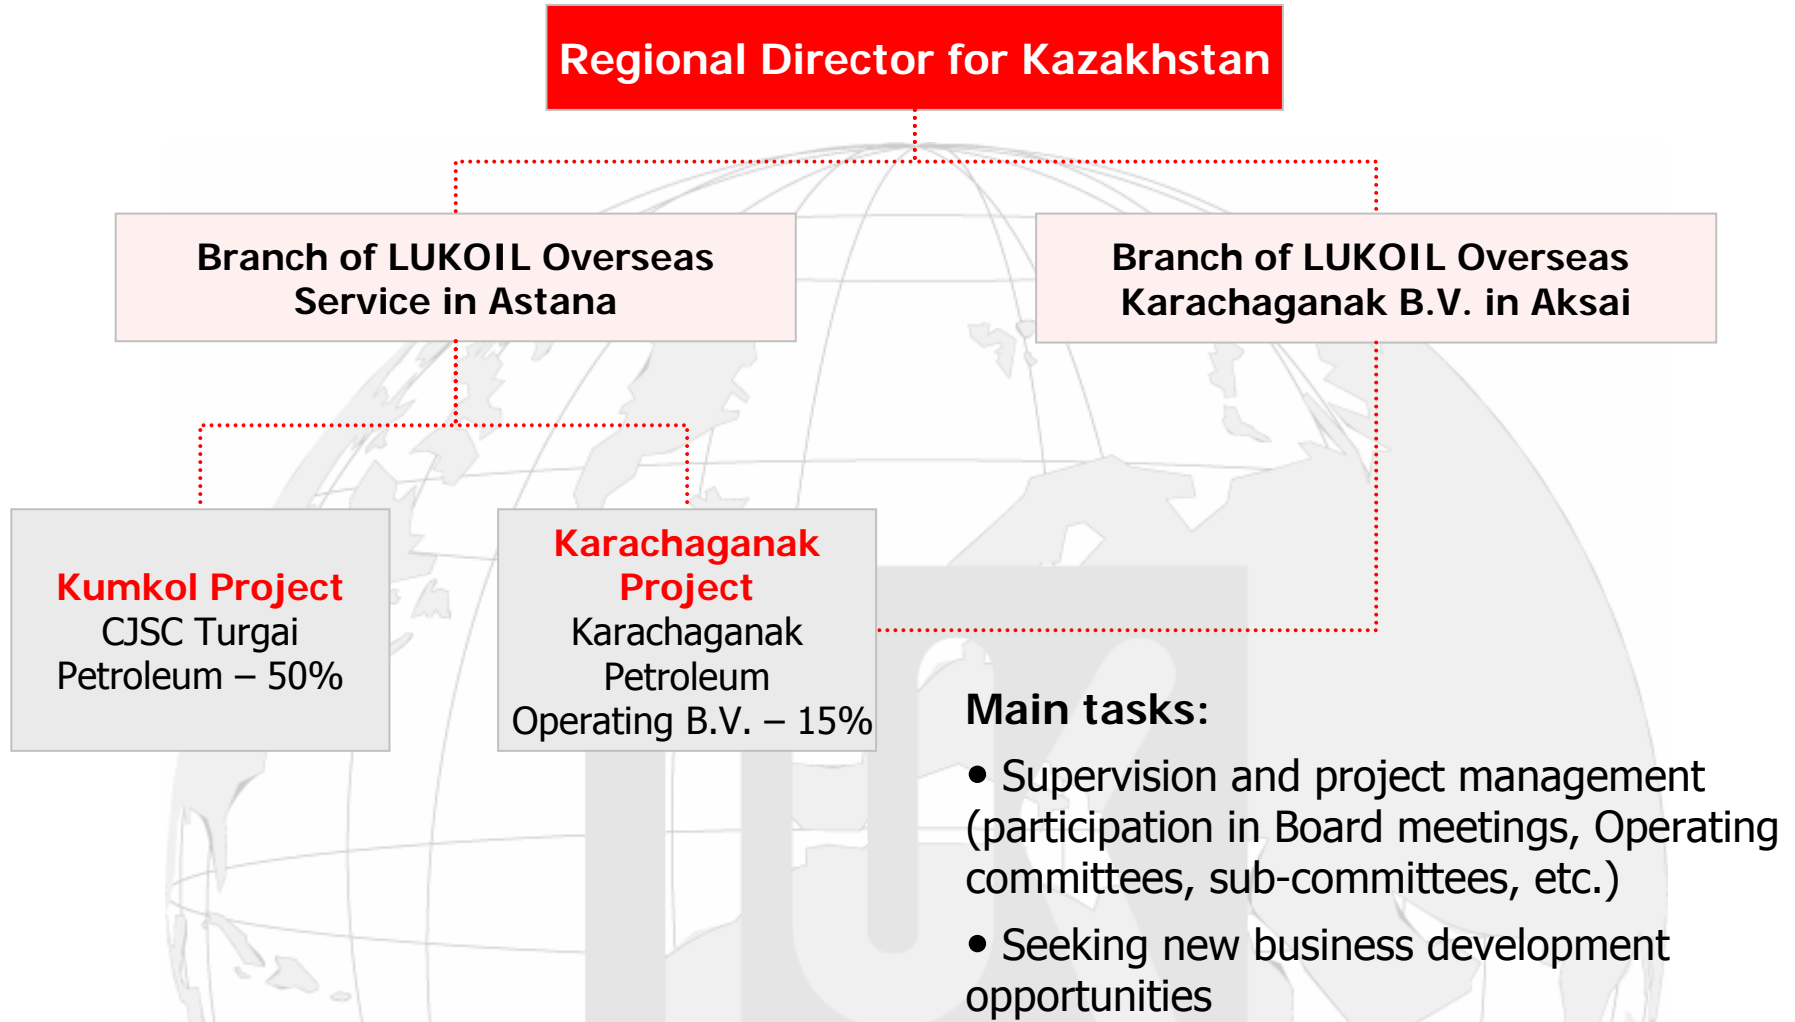 Regional Director for Kazakhstan
Branch of LUKOIL Overseas
Service in Astana
Branch of LUKOIL Overseas
Karachaganak B.V. in Aksai
Kumkol Project
CJSC Turgai
Petroleum – 50%
Karachaganak
Project
Karachaganak
Petroleum
Operating B.V. – 15%
Main tasks:
• Supervision and project management
(participation in Board meetings, Operating
committees, sub-committees, etc.)
• Seeking new business development
opportunities